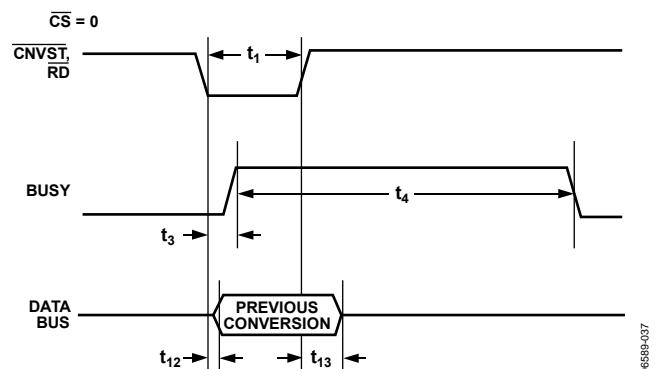 CS = 0
CNVST,
RD
t1
BUSY
t4
t3
DATA
BUS
PREVIOUS
CONVERSION
t12
t13
6589-037